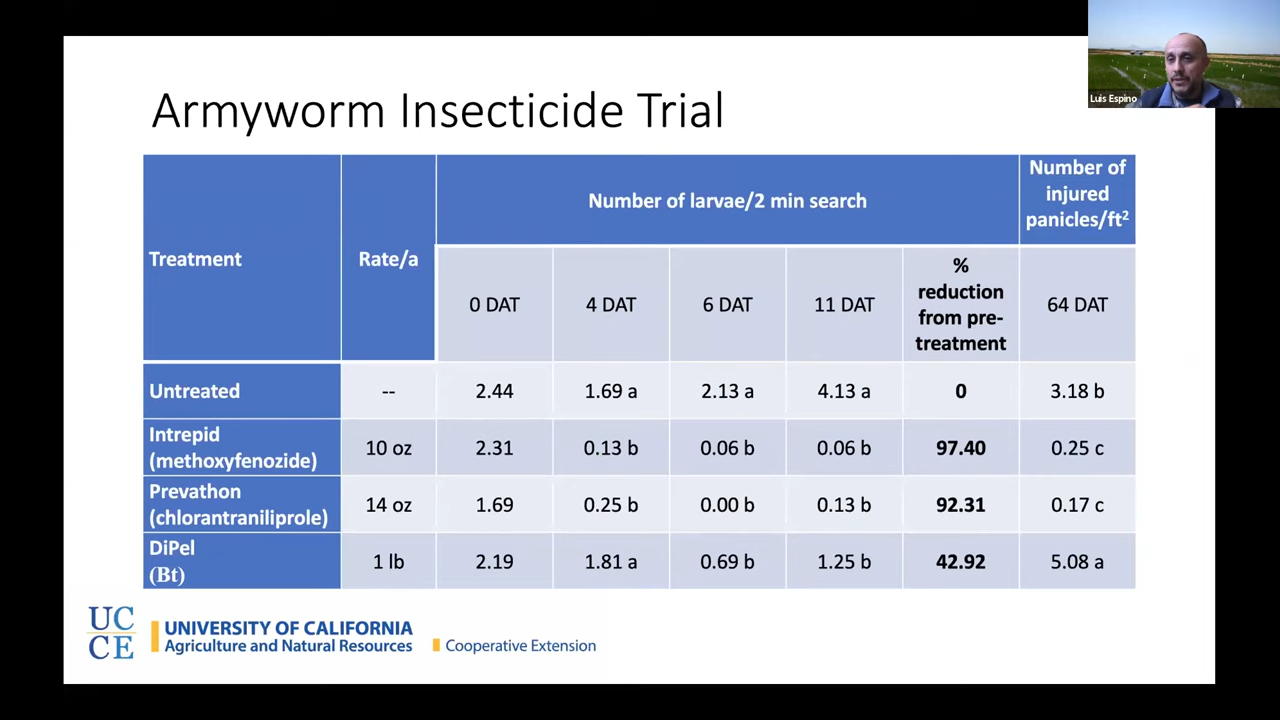 Luis Espino
Armyworm Insecticide Trial
Treatment
Rate/a
Number of larvae/2 min search
Number of
injured
panicles/ft²
0 DAT
4 DAT
6 DAT
11 DAT
%
reduction
from pre-
treatment
64 DAT
Untreated
--
2.44
1.69 a
2.13 a
4.13 a
0
3.18 b
Intrepid
(methoxyfenozide)
10 oz
2.31
0.13 b
0.06 b
0.06 b
97.40
0.25 c
Prevathon
(chlorantraniliprole)
14 oz
1.69
0.25 b
0.00 b
0.13 b
92.31
0.17 c
DiPel
(Bt)
1 lb
2.19
1.81 a
0.69 b
1.25 b
42.92
5.08 a
UC
CE
UNIVERSITY OF CALIFORNIA
Agriculture and Natural Resources
Cooperative Extension